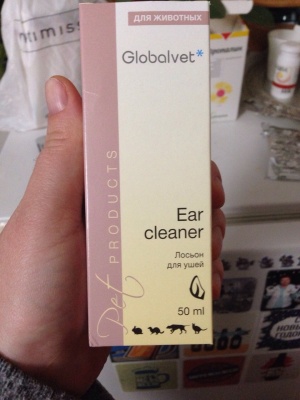 ДЛЯ ЖИВОТНЫХ
Globalvet*
Pet PRODUCTS
Ear
cleaner
Лосьон
для ушей
50 ml